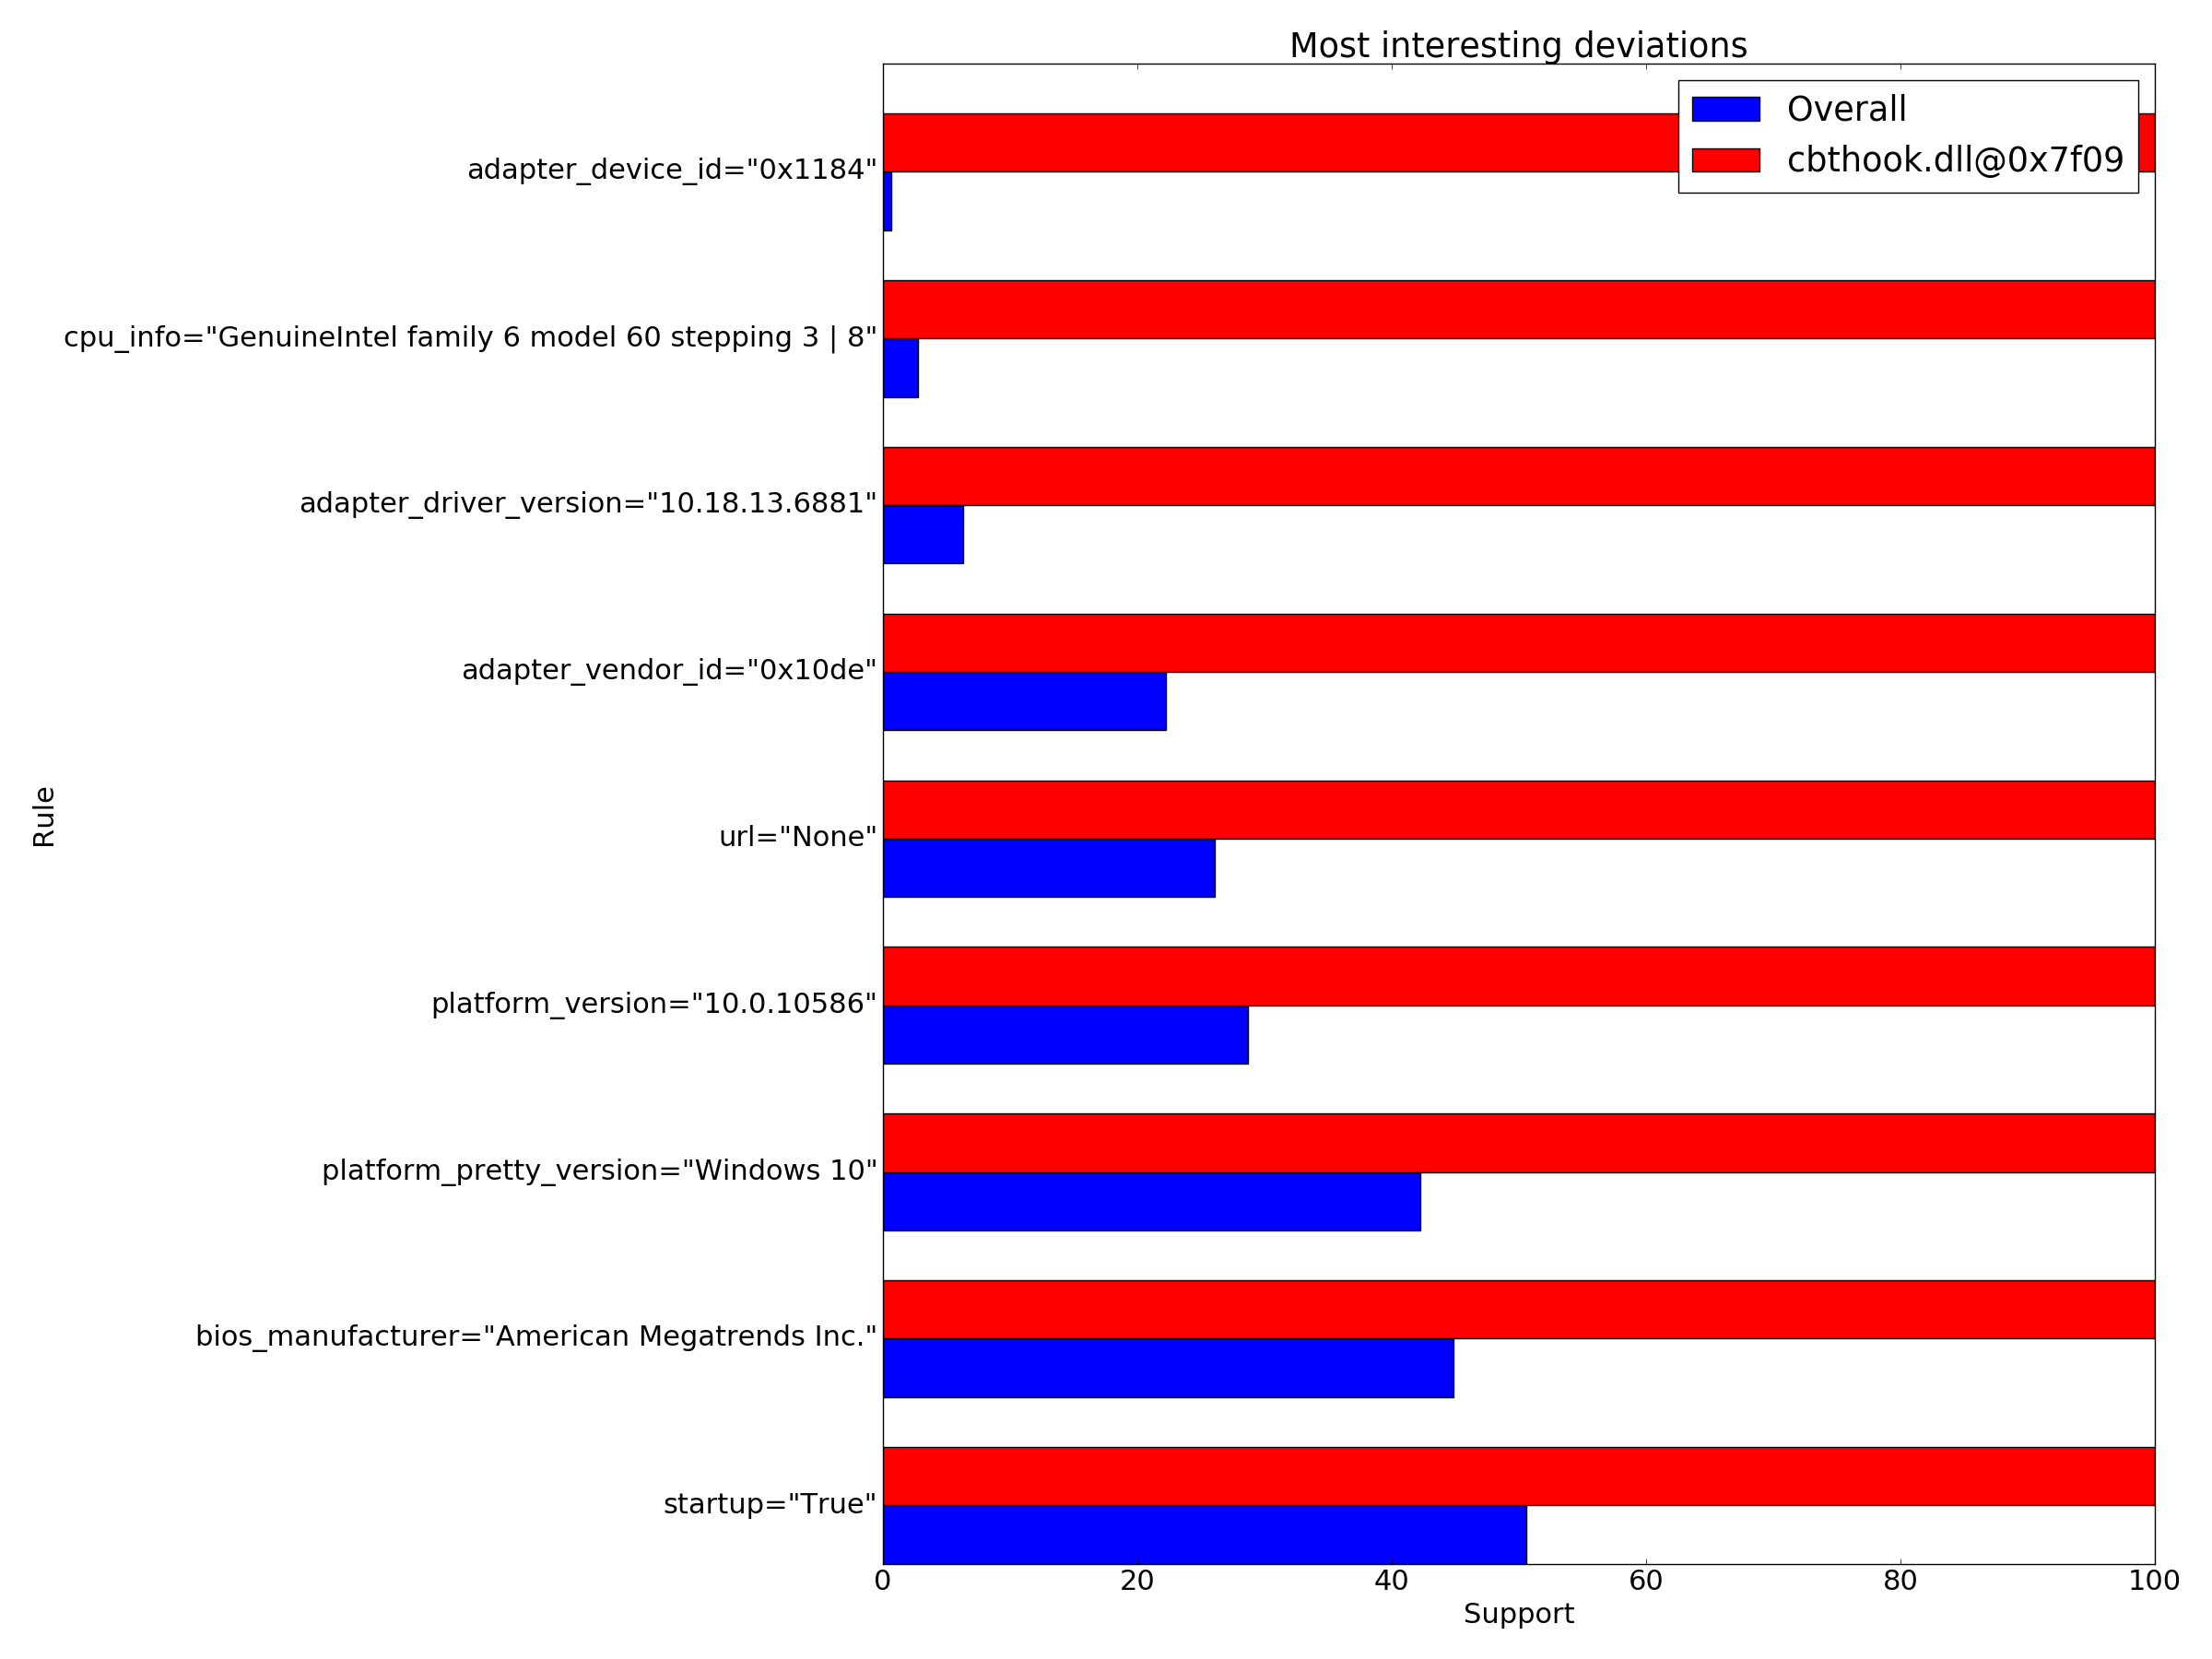 Most interesting deviations
Overall
cbthook.dll@0x7f09
adapter_device_id="0x1184"
cpu_info="GenuineIntel family 6 model 60 stepping 3 | 8"
adapter_driver_version="10.18.13.6881"
adapter_vendor_id="0x10de"
url="None"
platform_version="10.0.10586"
platform_pretty_version="Windows 10"
bios_manufacturer="American Megatrends Inc."
startup="True"
Rule
0 20 40 60 80 100
Support